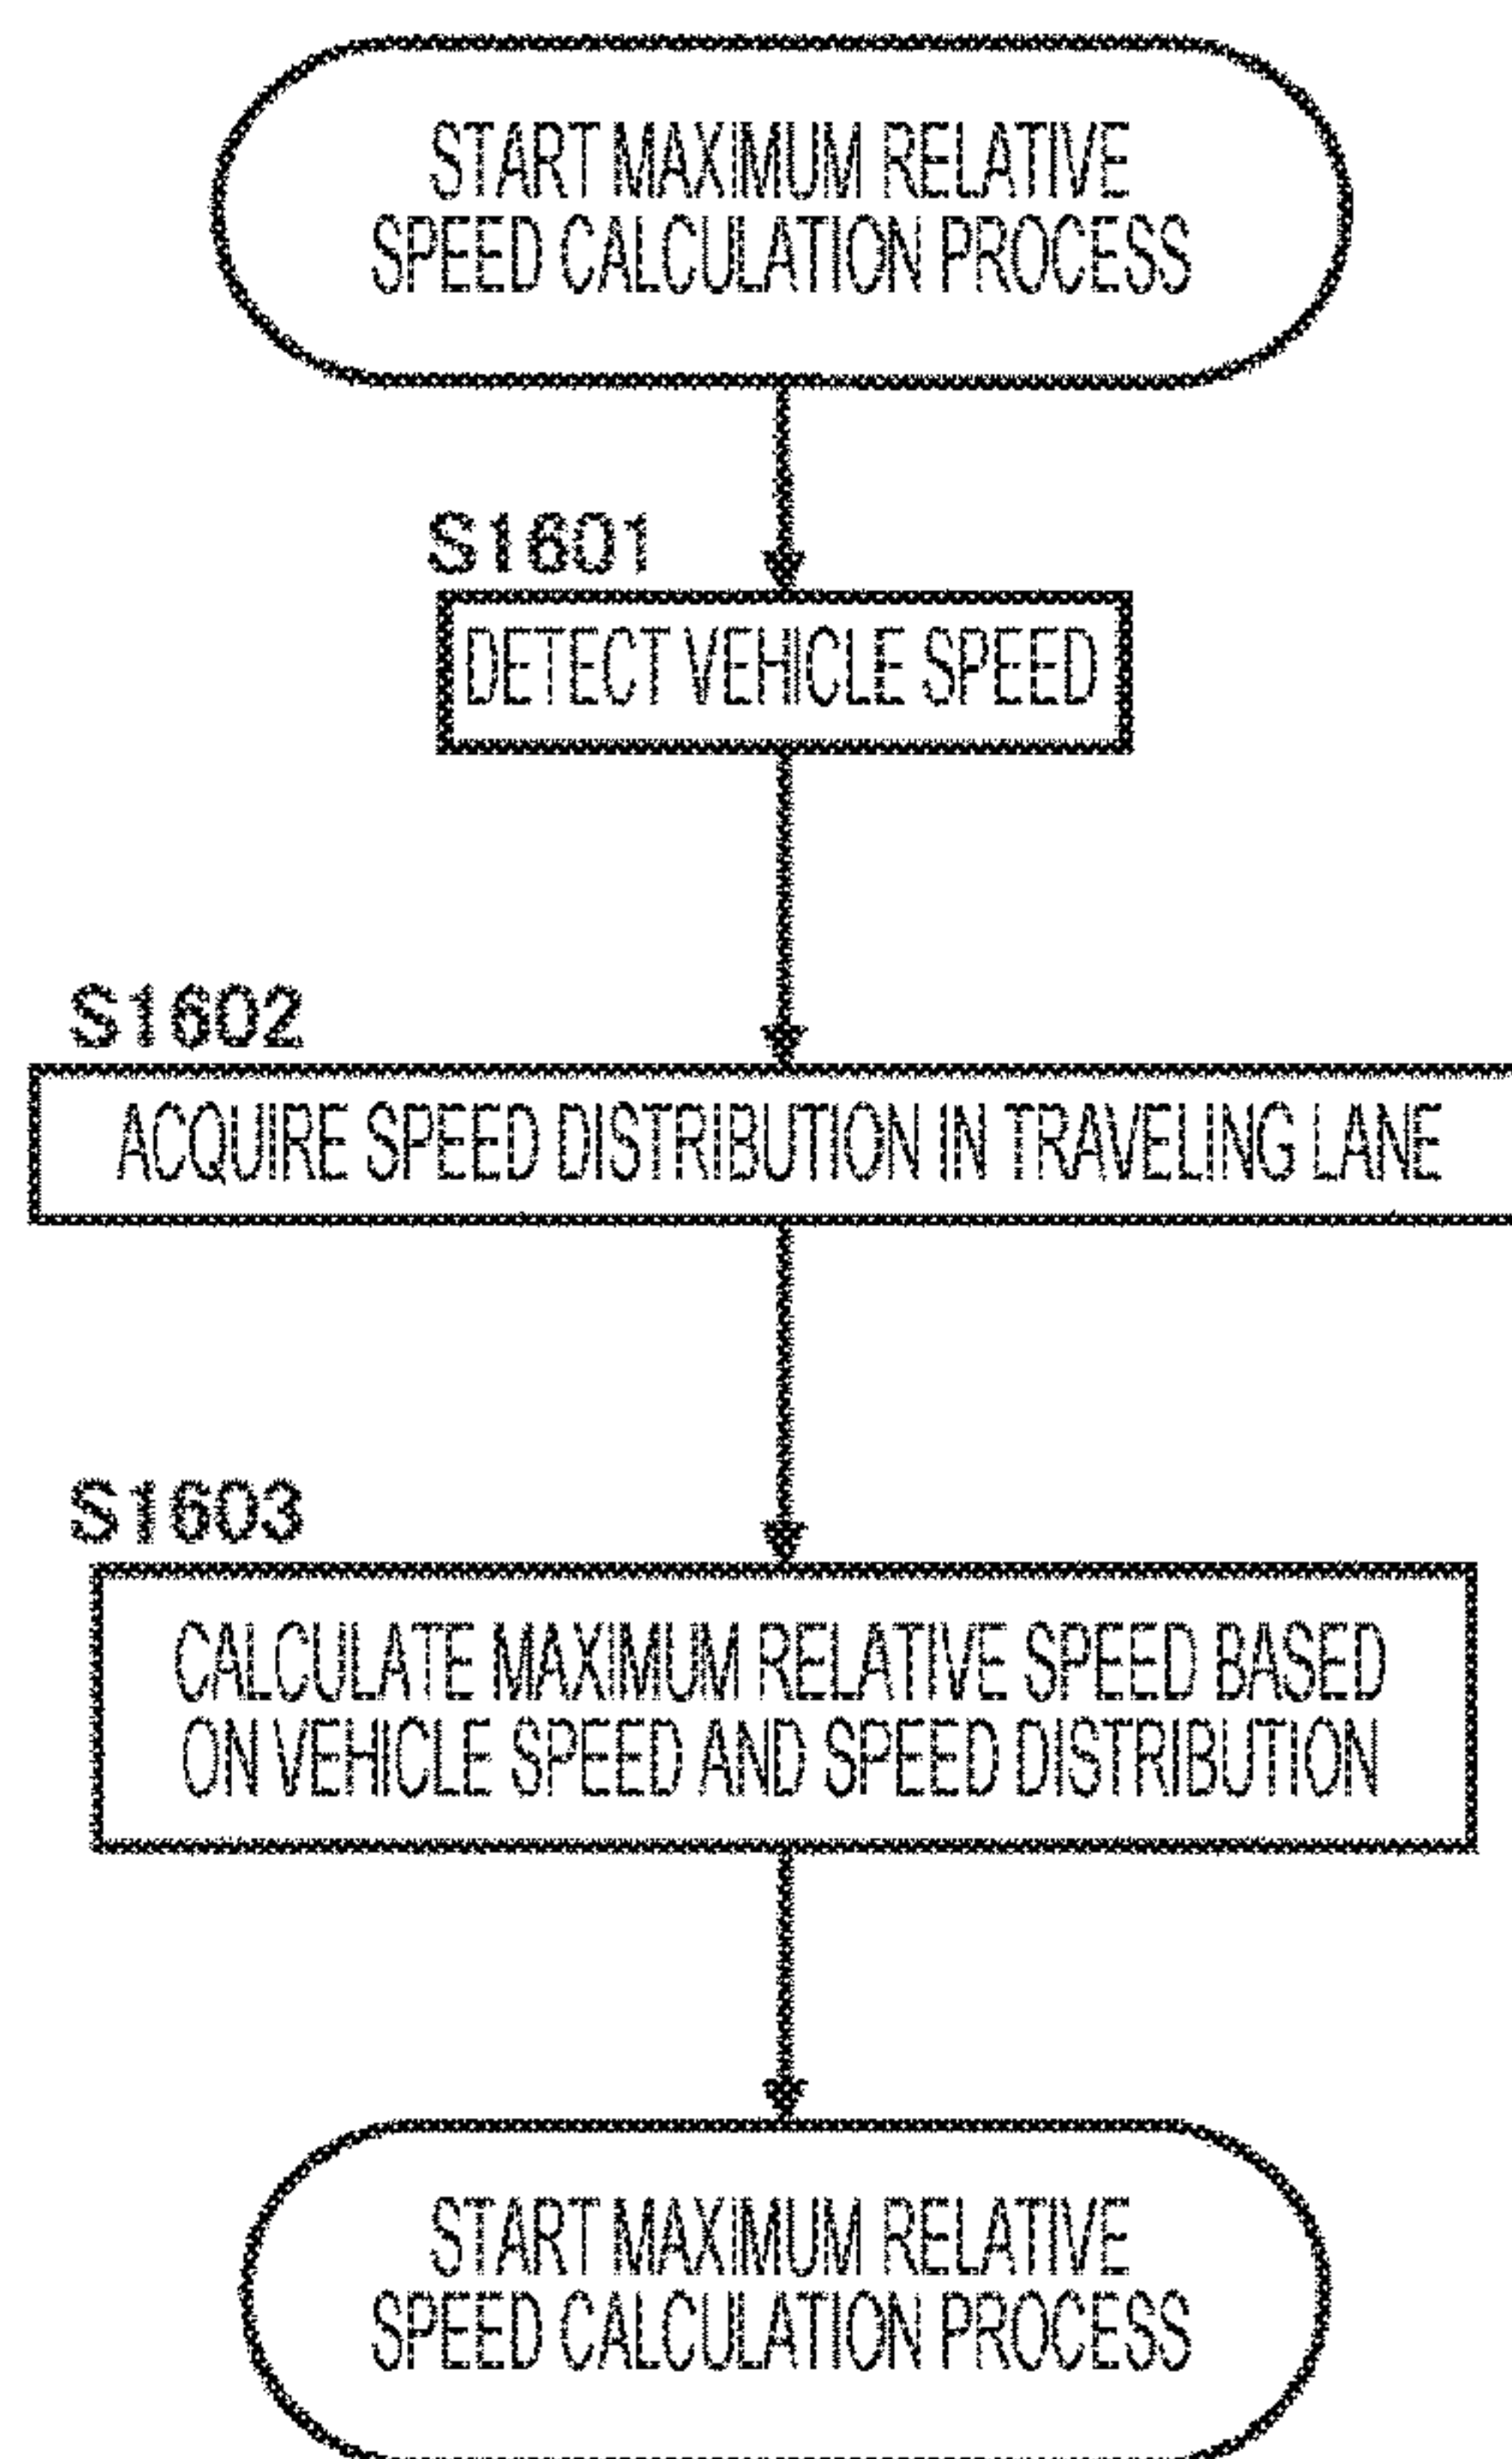 START MAXIMUM RELATIVE
SPEED CALCULATION PROCESS
S1601
DETECT VEHICLE SPEED
S1602
ACQUIRE SPEED DISTRIBUTION IN TRAVELING LANE
S1603
CALCULATE MAXIMUM RELATIVE SPEED BASED
ON VEHICLE SPEED AND SPEED DISTRIBUTION
START MAXIMUM RELATIVE
SPEED CALCULATION PROCESS